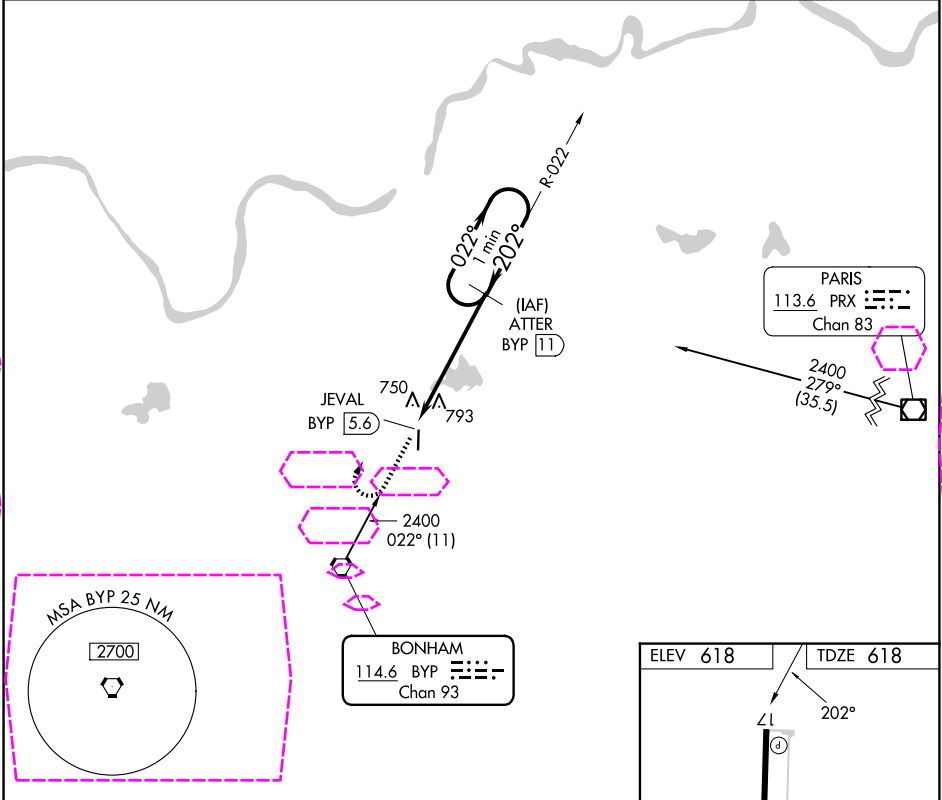 R-022
022°
1 min
202°
(IAF)
ATTER
BYP 11
PARIS
113.6 PRX
Chan 83
2400
279°
(35.5)
750
793
JEVAL
BYP 5.6
2400
022° (11)
MSA BYP 25 NM
2700
BONHAM
114.6 BYP
Chan 93
ELEV 618
TDZE 618
202°
17
P